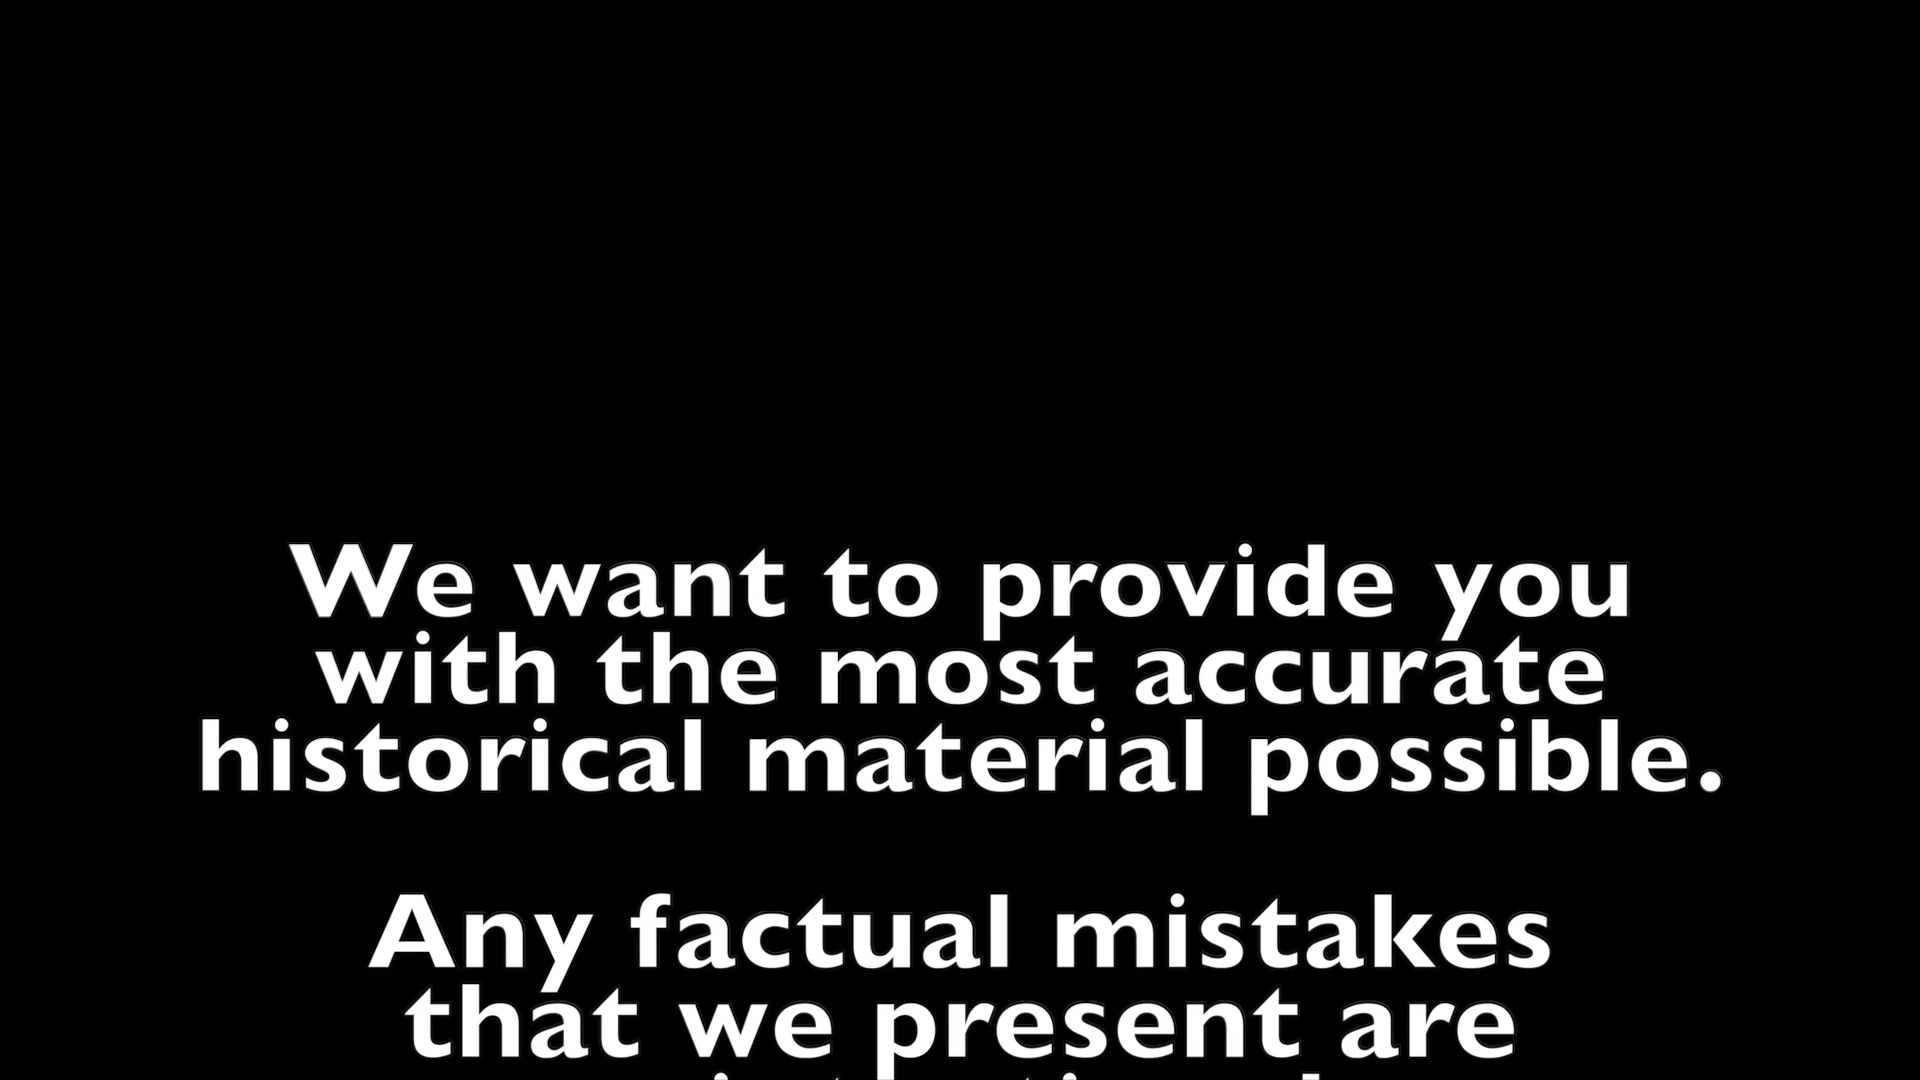 We want to provide you
with the most accurate
historical material possible.
Any factual mistakes
that we present are